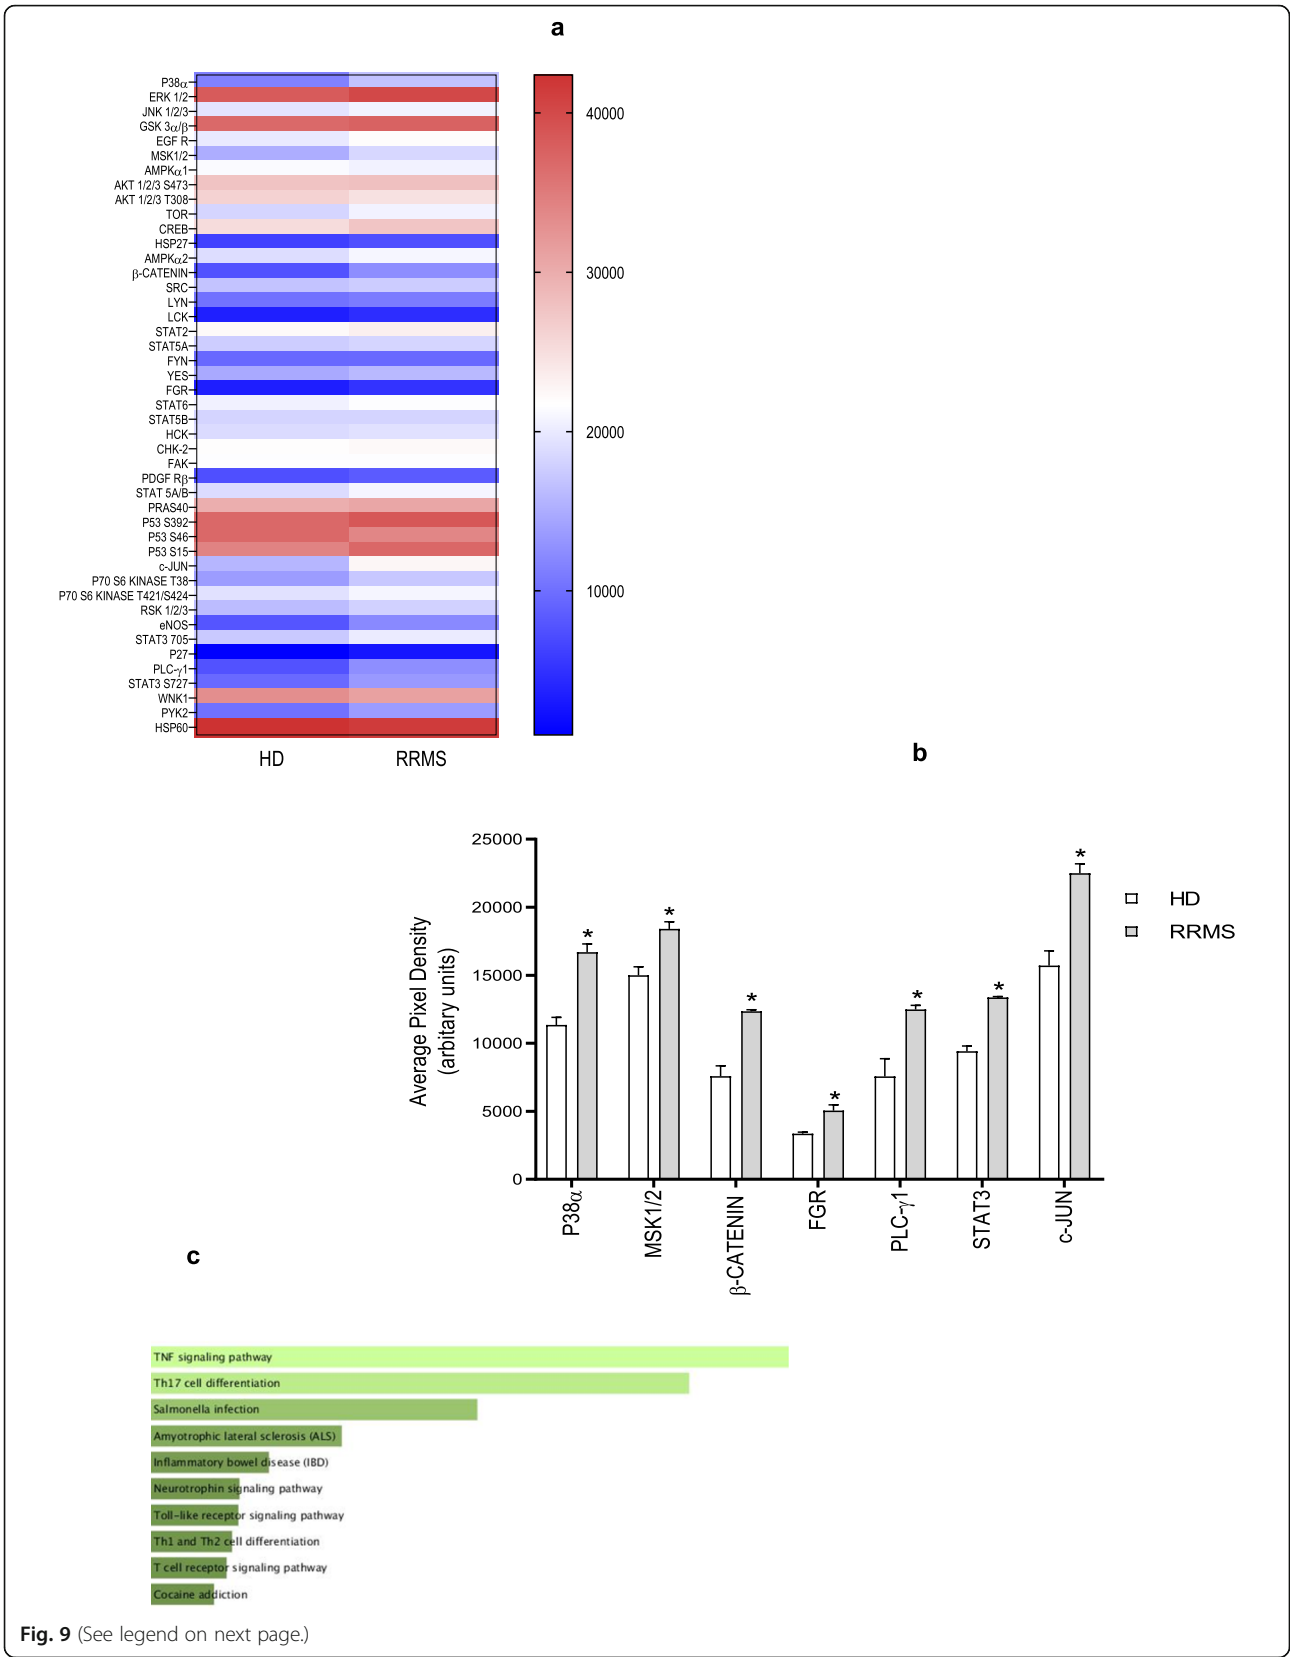 a
P38α
ERK 1/2
JNK 1/2/3
GSK 3α/β
EGF R
MSK1/2
AMPKα1
AKT 1/2/3 S473
AKT 1/2/3 T308
TOR
CREB
HSP27
AMPKα2
β-CATENIN
SRC
LYN
LCK
STAT2
STAT5A
FYN
YES
FGR
STAT6
STAT5B
HCK
CHK-2
FAK
PDGF Rβ
STAT 5A/B
PRAS40
P53 S392
P53 S46
P53 S15
c-JUN
P70 S6 KINASE T38
P70 S6 KINASE T421/S424
RSK 1/2/3
eNOS
STAT3 705
P27
PLC-γ1
STAT3 S727
WNK1
PYK2
HSP60
HD RRMS
40000
30000
20000
10000
b
Average Pixel Density
(arbitary units)
25000
20000
15000
10000
5000
0
* * * * * * *
P38α MSK1/2 β-CATENIN FGR PLC-γ1 STAT3 c-JUN
HD
RRMS
c
TNF signaling pathway
Th17 cell differentiation
Salmonella infection
Amyotrophic lateral sclerosis (ALS)
Inflammatory bowel disease (IBD)
Neurotrophin signaling pathway
Toll-like receptor signaling pathway
Th1 and Th2 cell differentiation
T cell receptor signaling pathway
Cocaine addiction
Fig. 9 (See legend on next page.)